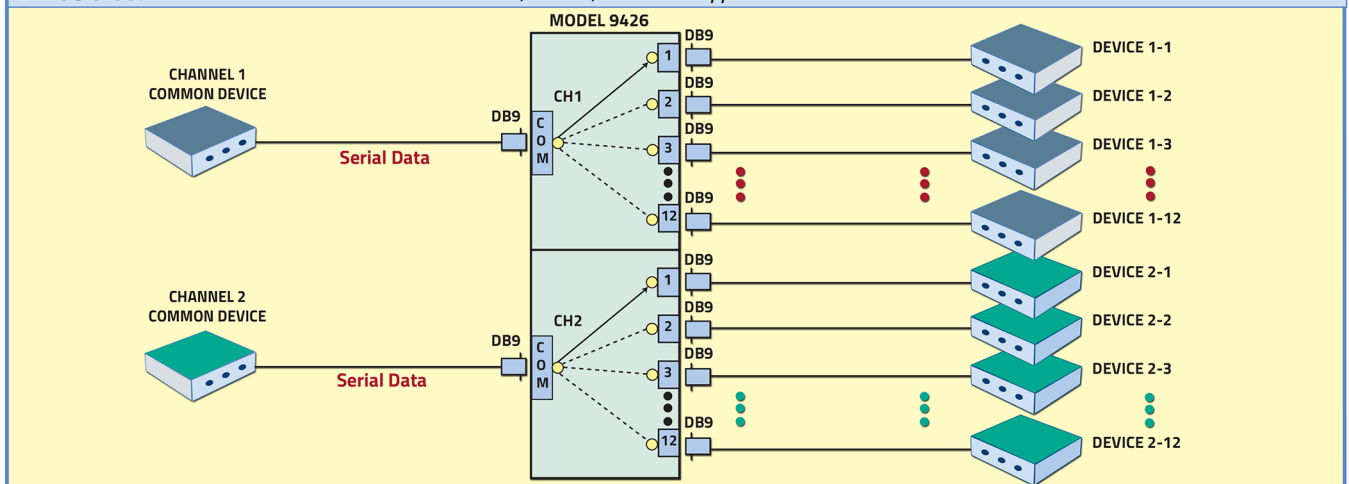 MODEL 9426
CHANNEL 1
COMMON DEVICE
DB9
Serial Data
CH1
C
O
M
1
2
3
12
DB9
DB9
DB9
DB9
DEVICE 1-1
DEVICE 1-2
DEVICE 1-3
DEVICE 1-12
CHANNEL 2
COMMON DEVICE
DB9
Serial Data
CH2
C
O
M
1
2
3
12
DB9
DB9
DB9
DB9
DEVICE 2-1
DEVICE 2-2
DEVICE 2-3
DEVICE 2-12